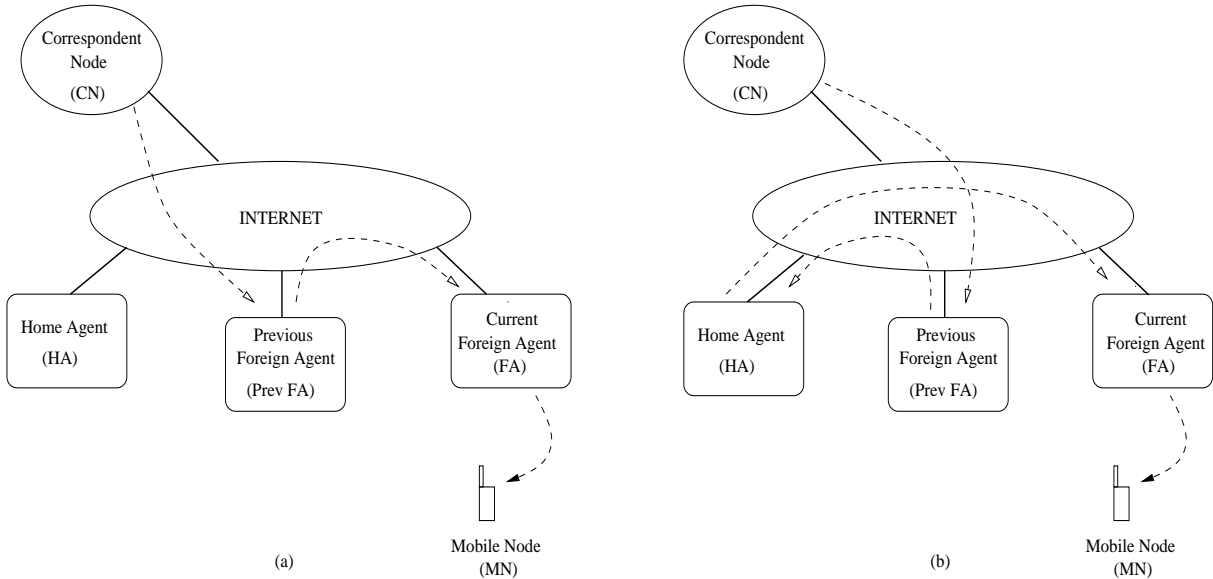 Correspondent
Node
(CN)
INTERNET
Home Agent
(HA)
Previous
Foreign Agent
(Prev FA)
Current
Foreign Agent
(FA)
Mobile Node
(MN)
(a)
Correspondent
Node
(CN)
INTERNET
Home Agent
(HA)
Previous
Foreign Agent
(Prev FA)
Current
Foreign Agent
(FA)
Mobile Node
(MN)
(b)